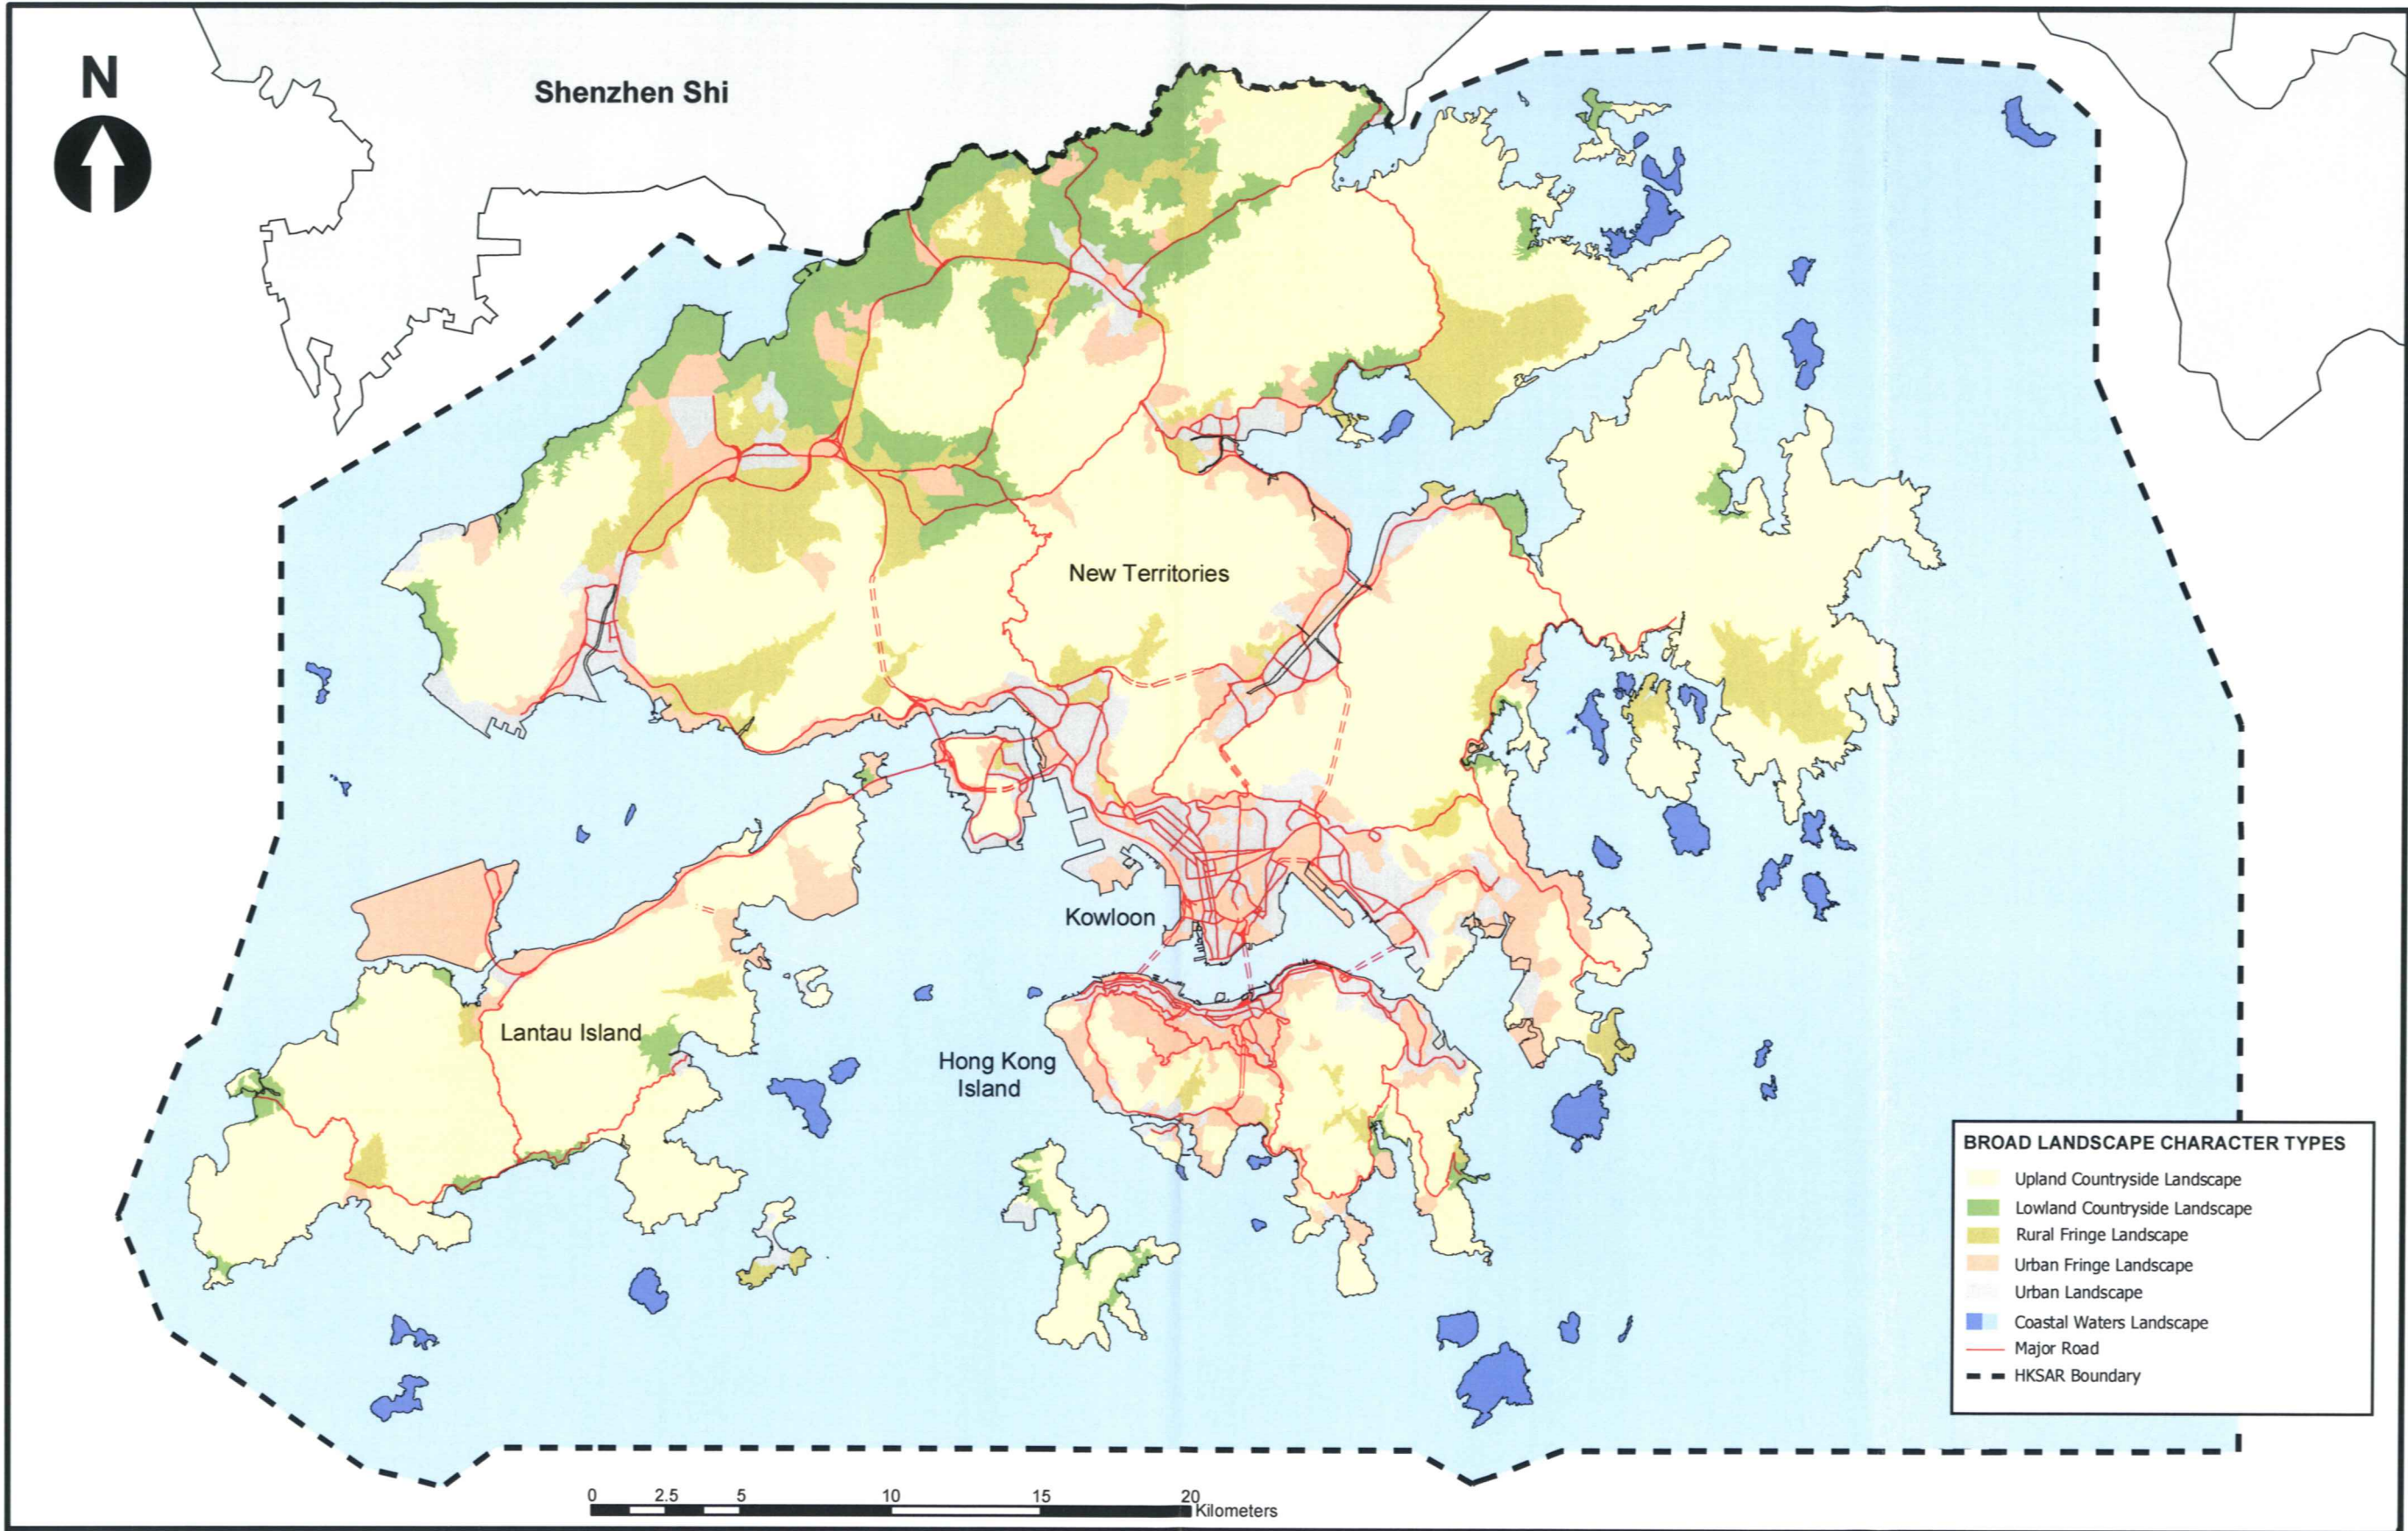 N
Shenzhen Shi
New Territories
Kowloon
Lantau Island
Hong Kong
Island
BROAD LANDSCAPE CHARACTER TYPES
Upland Countryside Landscape
Lowland Countryside Landscape
Rural Fringe Landscape
Urban Fringe Landscape
Urban Landscape
Coastal Waters Landscape
Major Road
HKSAR Boundary
0 2.5 5 10 15 20
Kilometers